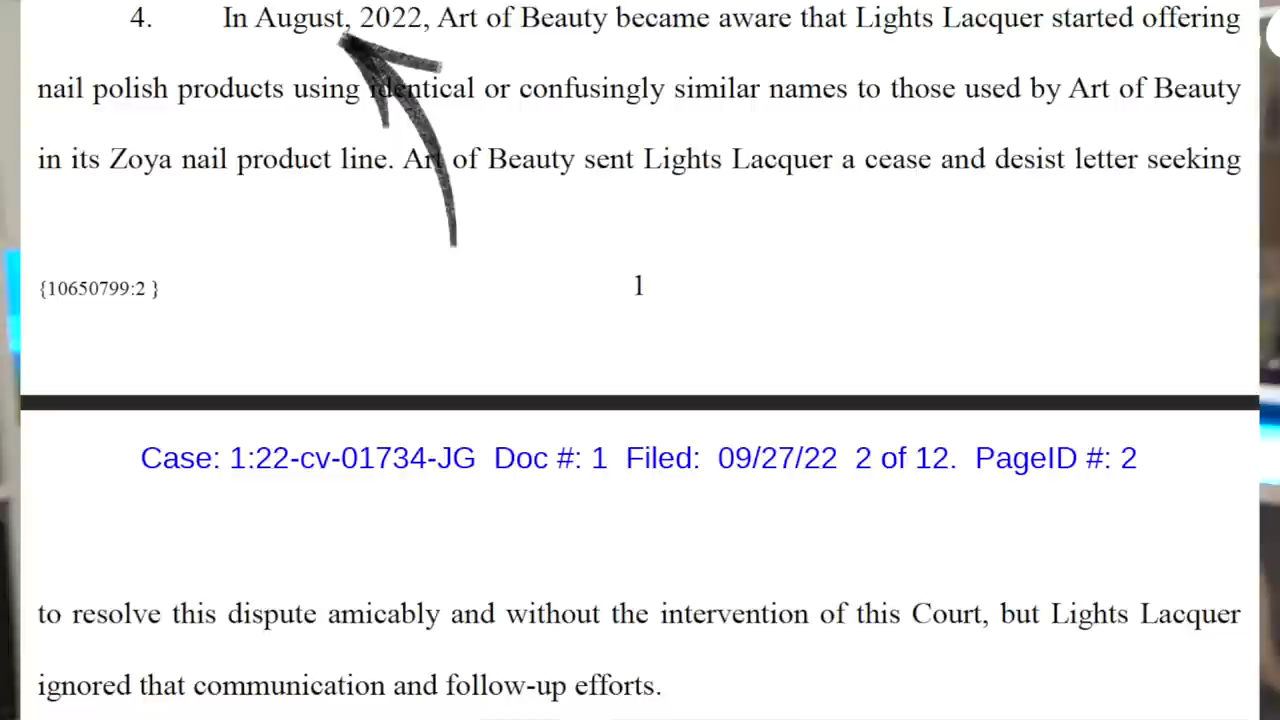 4. In August, 2022, Art of Beauty became aware that Lights Lacquer started offering
nail polish products using identical or confusingly similar names to those used by Art of Beauty
in its Zoya nail product line. Art of Beauty sent Lights Lacquer a cease and desist letter seeking
{10650799:2 }
1
Case: 1:22-cv-01734-JG Doc #: 1 Filed: 09/27/22 2 of 12. PageID #: 2
to resolve this dispute amicably and without the intervention of this Court, but Lights Lacquer
ignored that communication and follow-up efforts.